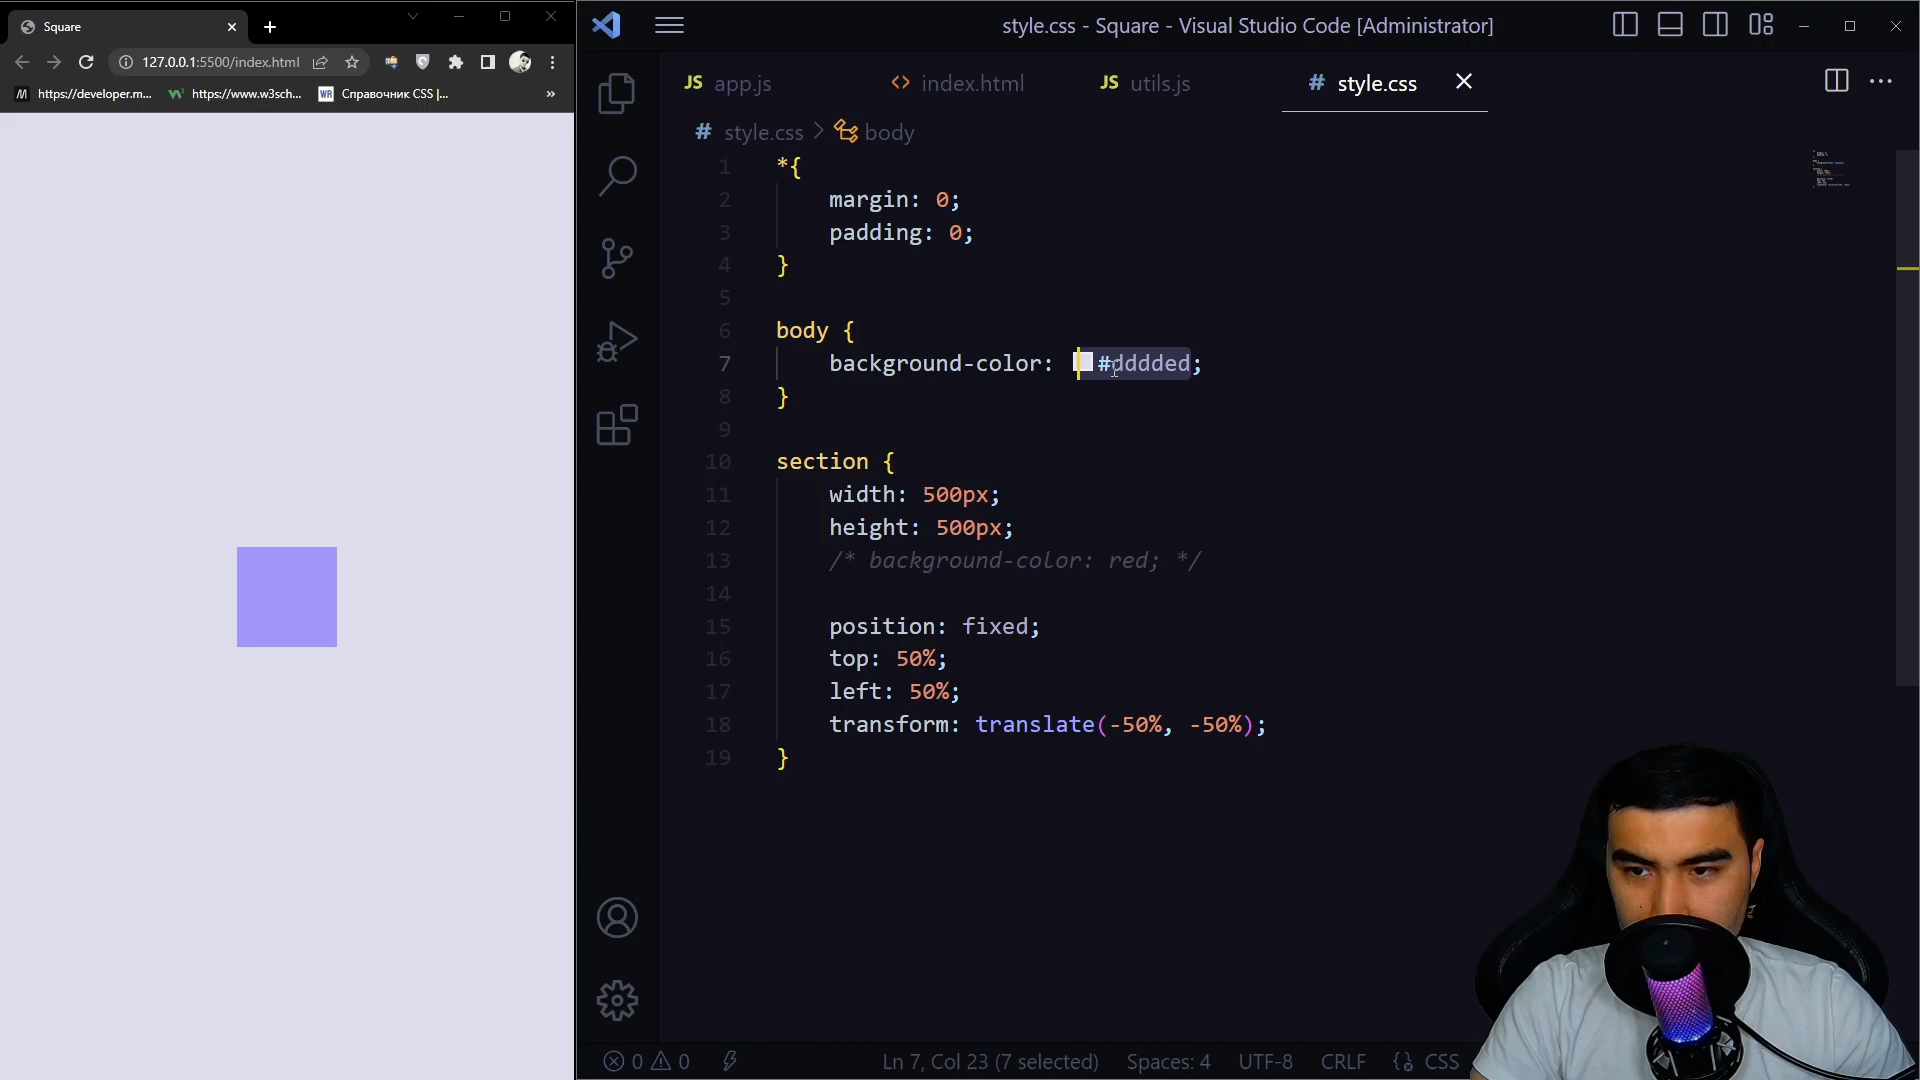 Square
127.0.0.1:5500/index.html
https://developer.m...
https://www.w3sch...
WR Справочник CSS |...
»
style.css - Square - Visual Studio Code [Administrator]
JS app.js
<> index.html
JS utils.js
# style.css
# style.css > body
1 *{
2 margin: 0;
3 padding: 0;
4 }
5
6 body {
7 background-color: #ddddед;
8 }
9
10 section {
11 width: 500px;
12 height: 500px;
13 /* background-color: red; */
14
15 position: fixed;
16 top: 50%;
17 left: 50%;
18 transform: translate(-50%, -50%);
19 }
0 0
Ln 7, Col 23 (7 selected)
Spaces: 4
UTF-8
CRLF
CSS